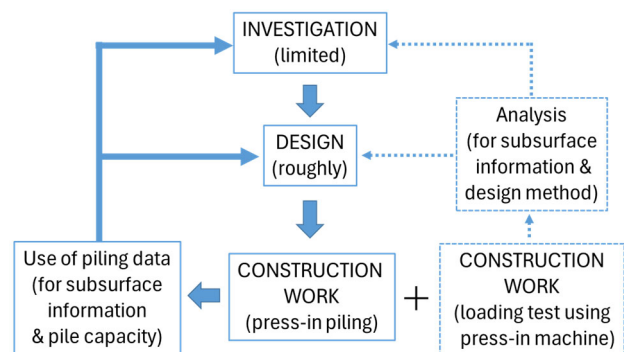 INVESTIGATION
(limited)
DESIGN
(roughly)
Analysis
(for subsurface
information &
design method)
Use of piling data
(for subsurface
information
& pile capacity)
CONSTRUCTION
WORK
(press-in piling)
+
CONSTRUCTION
WORK
(loading test using
press-in machine)